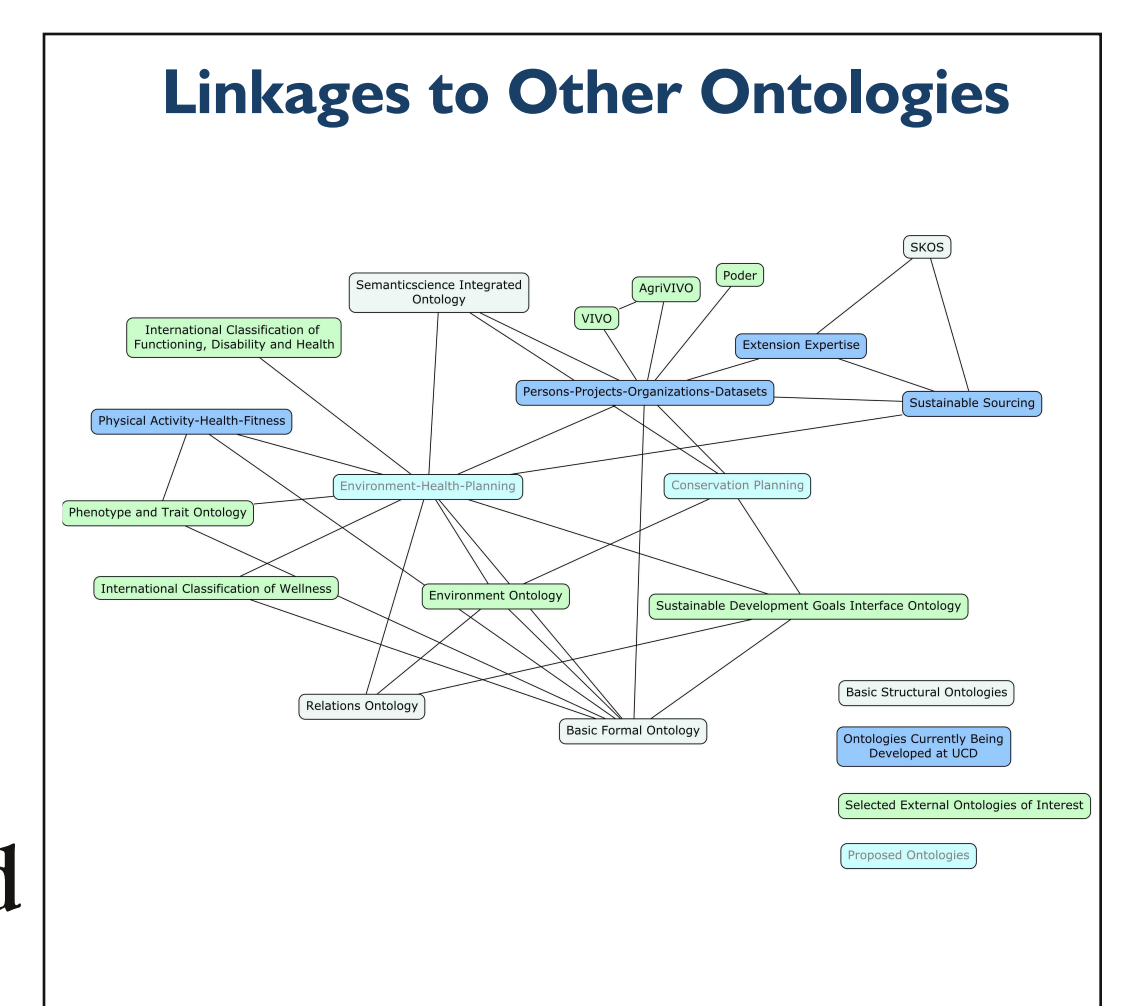 Linkages to Other Ontologies
SKOS
Poder
AgriVIVO
Semanticscience Integrated
Ontology
VIVO
International Classification of
Functioning, Disability and Health
Extension Expertise
Persons-Projects-Organizations-Datasets
Sustainable Sourcing
Physical Activity-Health-Fitness
Environment-Health-Planning
Conservation Planning
Phenotype and Trait Ontology
International Classification of Wellness
Environment Ontology
Sustainable Development Goals Interface Ontology
Relations Ontology
Basic Formal Ontology
Basic Structural Ontologies
Ontologies Currently Being
Developed at UCD
Selected External Ontologies of Interest
Proposed Ontologies
d